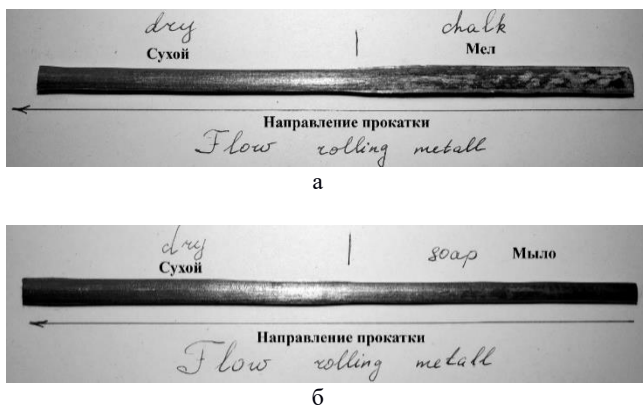 dry | chalk
Сухой Мел
Направление прокатки
Flow rolling metall
а
dry | soap Мыло
Сухой
Направление прокатки
Flow rolling metall
б